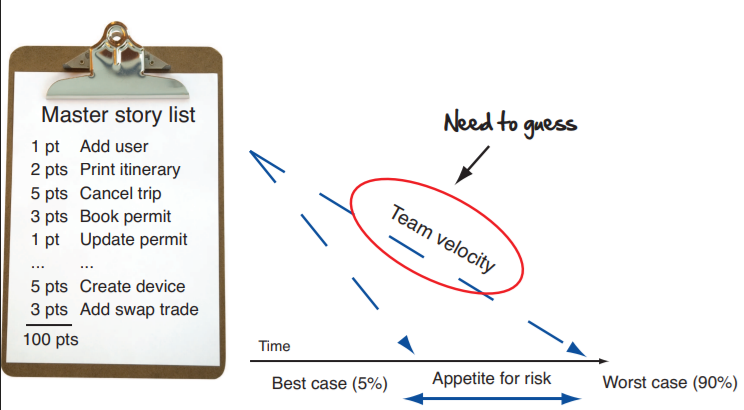 Master story list
1 pt Add user
2 pts Print itinerary
5 pts Cancel trip
3 pts Book permit
1 pt Update permit
... ...
5 pts Create device
3 pts Add swap trade
100 pts
Need to guess
Team velocity
Time
Best case (5%)
Appetite for risk
Worst case (90%)